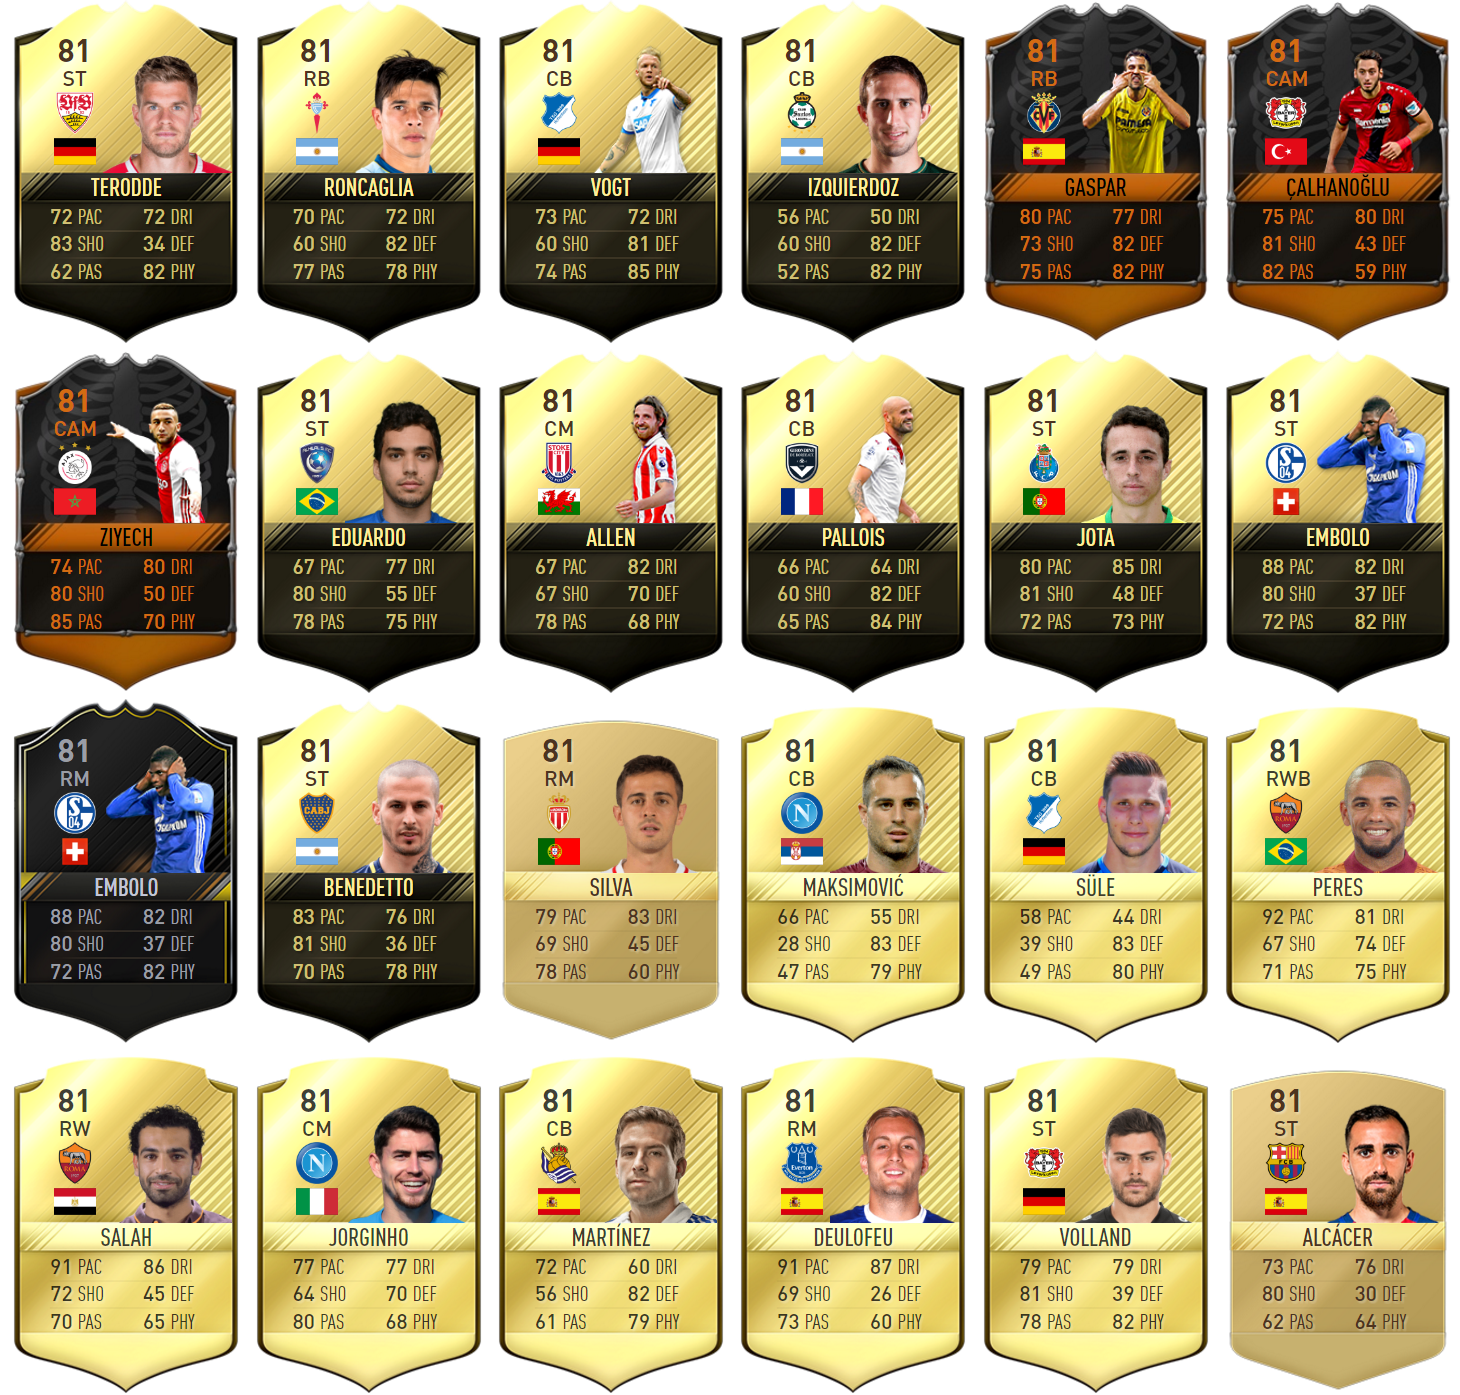 81
ST
TERODDE
72 PAC 72 DRI
83 SHO 34 DEF
62 PAS 82 PHY
81
RB
RONCAGLIA
70 PAC 72 DRI
60 SHO 82 DEF
77 PAS 78 PHY
81
CB
VOGT
73 PAC 72 DRI
60 SHO 81 DEF
74 PAS 85 PHY
81
CB
IZQUIERDOZ
56 PAC 50 DRI
60 SHO 82 DEF
52 PAS 82 PHY
81
RB
GASPAR
80 PAC 77 DRI
73 SHO 82 DEF
75 PAS 82 PHY
81
CAM
ÇALHANOĞLU
75 PAC 80 DRI
81 SHO 43 DEF
82 PAS 59 PHY
81
CAM
ZIYECH
74 PAC 80 DRI
80 SHO 50 DEF
85 PAS 70 PHY
81
ST
EDUARDO
67 PAC 77 DRI
80 SHO 55 DEF
78 PAS 75 PHY
81
CM
STOKE
CITY
ALLEN
67 PAC 82 DRI
67 SHO 70 DEF
78 PAS 68 PHY
81
CB
PALLOIS
66 PAC 64 DRI
60 SHO 82 DEF
65 PAS 84 PHY
81
ST
JOTA
80 PAC 85 DRI
81 SHO 48 DEF
72 PAS 73 PHY
81
ST
EMBOLO
88 PAC 82 DRI
80 SHO 37 DEF
72 PAS 82 PHY
81
RM
EMBOLO
88 PAC 82 DRI
80 SHO 37 DEF
72 PAS 82 PHY
81
ST
CABJ
BENEDETTO
83 PAC 76 DRI
81 SHO 36 DEF
70 PAS 78 PHY
81
RM
SILVA
79 PAC 83 DRI
69 SHO 45 DEF
78 PAS 60 PHY
81
CB
N
MAKSIMOVIĆ
66 PAC 55 DRI
28 SHO 83 DEF
47 PAS 79 PHY
81
CB
SÜLE
58 PAC 44 DRI
39 SHO 83 DEF
49 PAS 80 PHY
81
RWB
ROMA
PERES
92 PAC 81 DRI
67 SHO 74 DEF
71 PAS 75 PHY
81
RW
ROMA
SALAH
91 PAC 86 DRI
72 SHO 45 DEF
70 PAS 65 PHY
81
CM
N
JORGINHO
77 PAC 77 DRI
64 SHO 70 DEF
80 PAS 68 PHY
81
CB
MARTÍNEZ
72 PAC 60 DRI
56 SHO 82 DEF
61 PAS 79 PHY
81
RM
Everton
DEULOFEU
91 PAC 87 DRI
69 SHO 26 DEF
73 PAS 60 PHY
81
ST
VOLLAND
79 PAC 79 DRI
81 SHO 39 DEF
78 PAS 82 PHY
81
ST
ALCÁCER
73 PAC 76 DRI
80 SHO 30 DEF
62 PAS 64 PHY